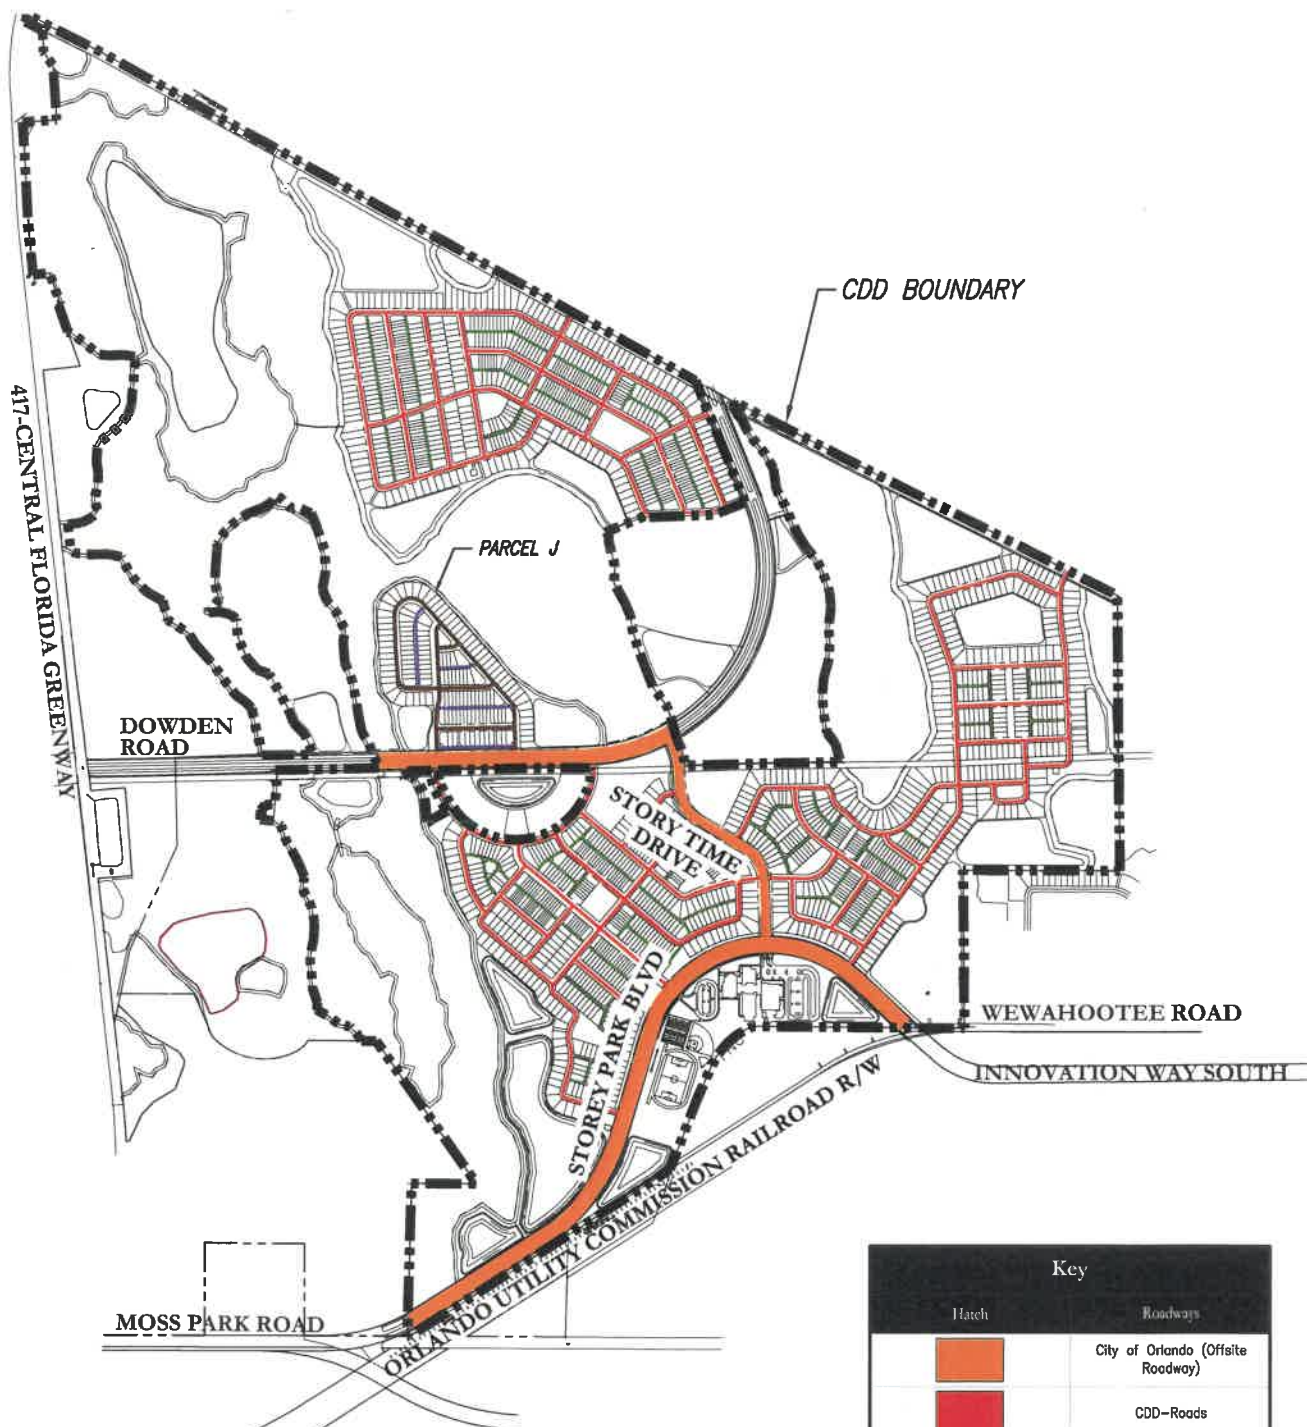 CDD BOUNDARY
417-CENTRAL FLORIDA GREENWAY
PARCEL J
DOWDEN
ROAD
STORY TIME
DRIVE
STOREY PARK BLVD
WEWAHOOTEE ROAD
INNOVATION WAY SOUTH
ORLANDO UTILITY COMMISSION RAILROAD R/W
MOSS PARK ROAD
Key
Hatch
Roadways
City of Orlando (Offsite
Roadway)
CDD-Roads